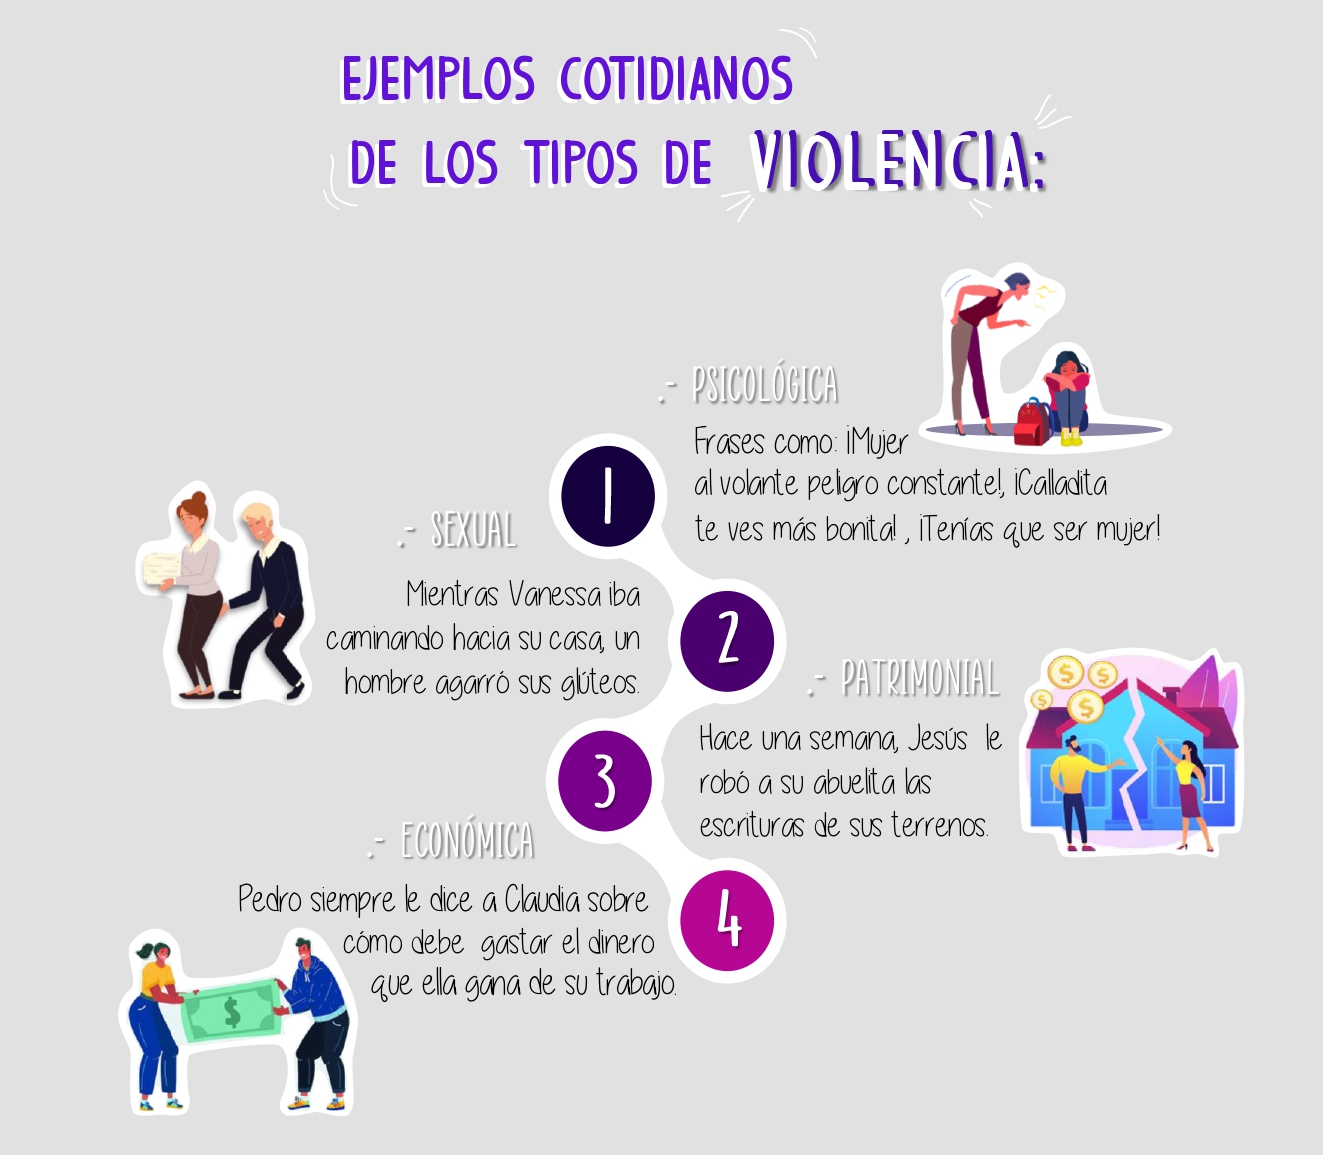 EJEMPLOS COTIDIANOS
DE LOS TIPOS DE VIOLENCIA:
1
.- PSICOLÓGICA
Frases como: ¡Mujer
al volante peligro constante!, ¡Calladita
te ves más bonita! , ¡Tenías que ser mujer!
2
.- SEXUAL
Mientras Vanessa iba
caminando hacia su casa, un
hombre agarró sus glúteos.
3
.- PATRIMONIAL
Hace una semana, Jesús le
robó a su abuelita las
escrituras de sus terrenos.
4
.- ECONÓMICA
Pedro siempre le dice a Claudia sobre
cómo debe gastar el dinero
que ella gana de su trabajo.